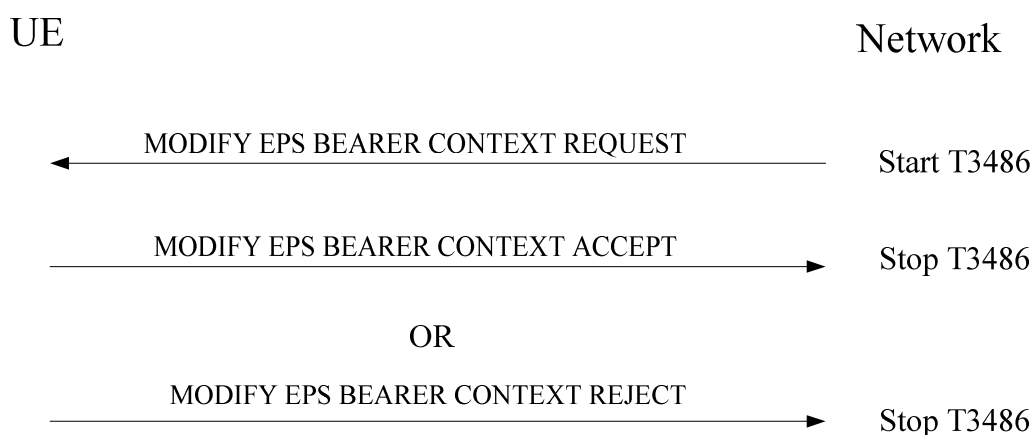 UE
Network
MODIFY EPS BEARER CONTEXT REQUEST
Start T3486
MODIFY EPS BEARER CONTEXT ACCEPT
Stop T3486
OR
MODIFY EPS BEARER CONTEXT REJECT
Stop T3486